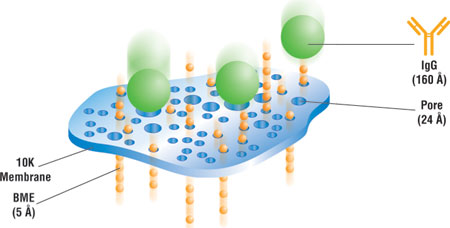 IgG
(160 Å)
Pore
(24 Å)
10K
Membrane
BME
(5 Å)